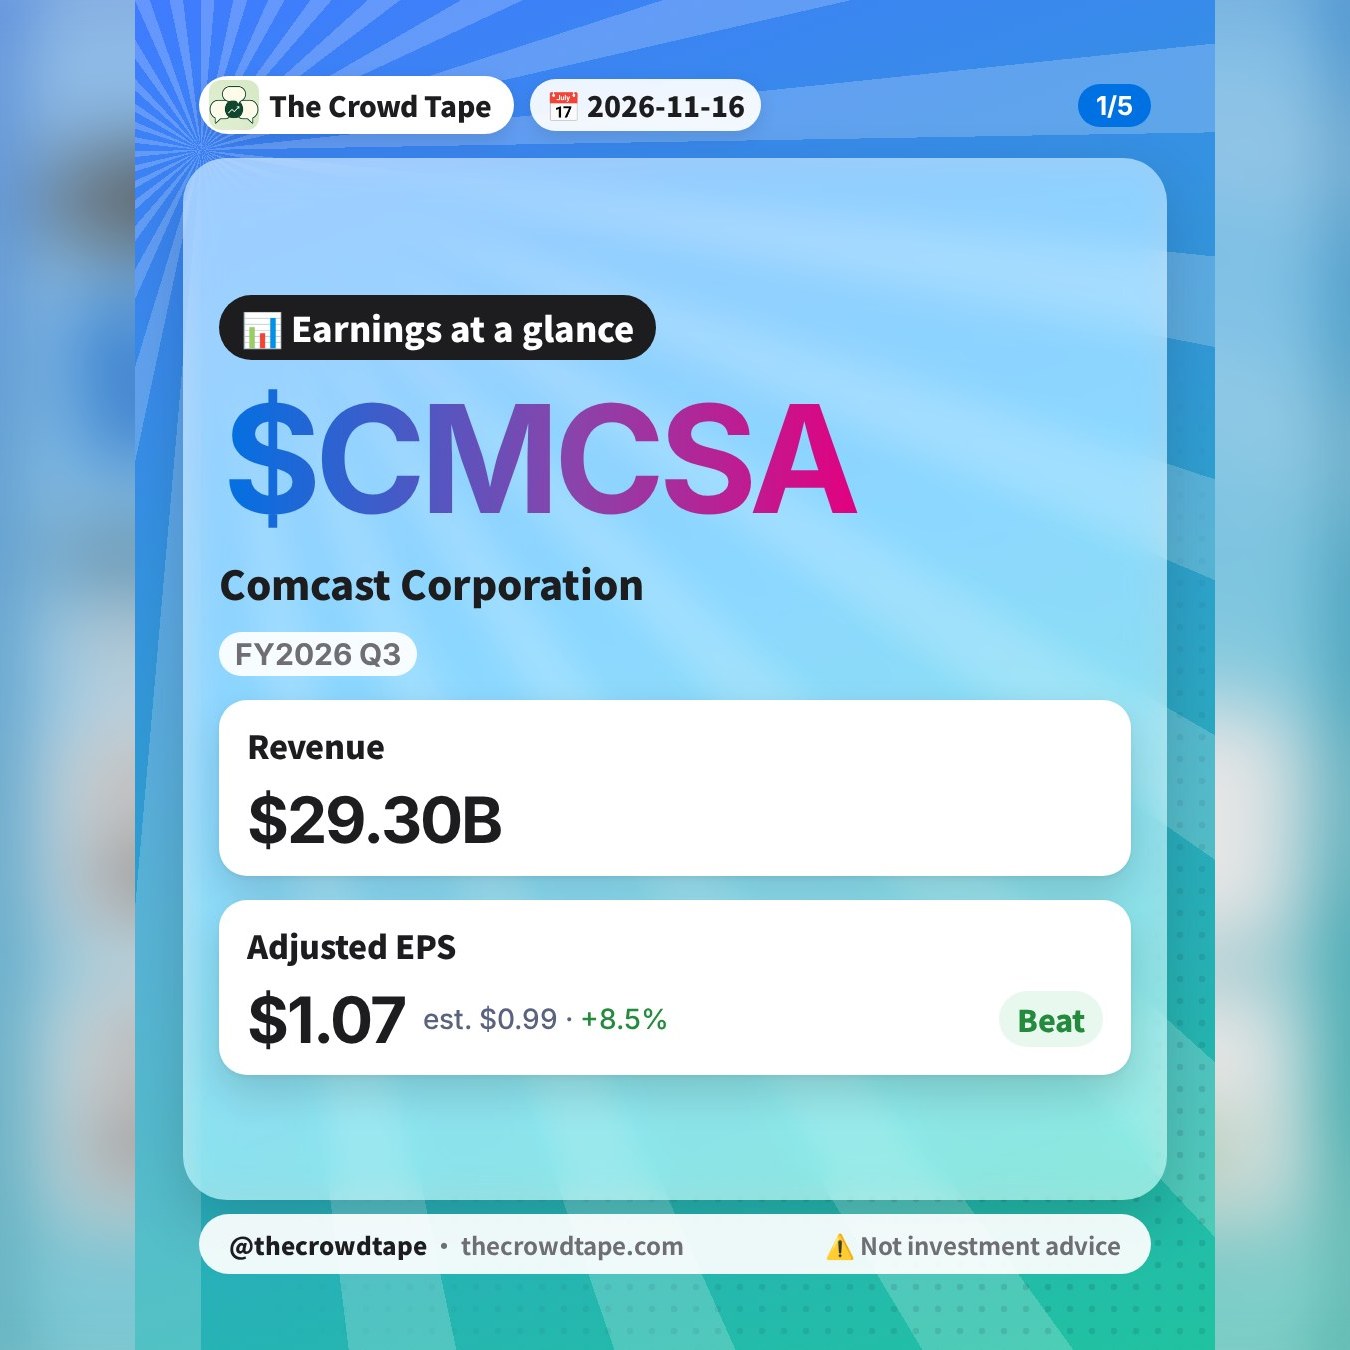 The Crowd Tape
2026-11-16
1/5
Earnings at a glance
$CMCSA
Comcast Corporation
FY2026 Q3
Revenue
$29.30B
Adjusted EPS
$1.07 est. $0.99 · +8.5%
Beat
@thecrowdtape • thecrowdtape.com
Not investment advice